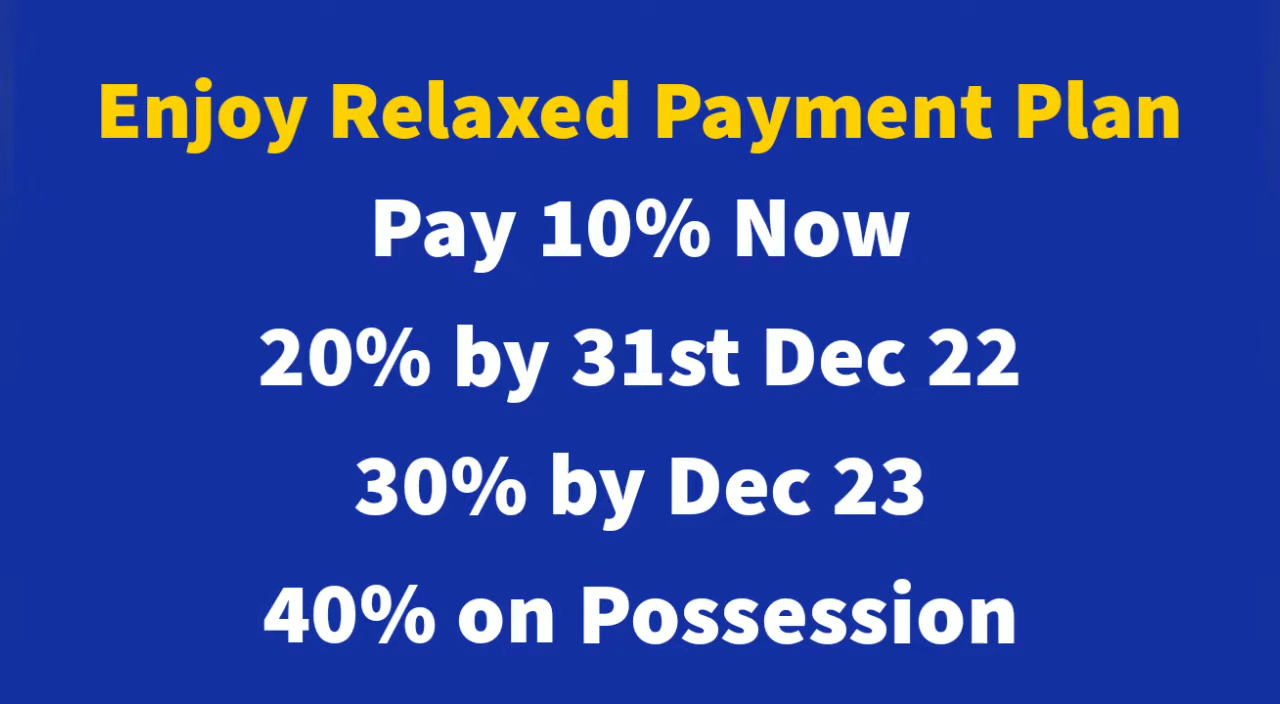 Enjoy Relaxed Payment Plan
Pay 10% Now
20% by 31st Dec 22
30% by Dec 23
40% on Possession